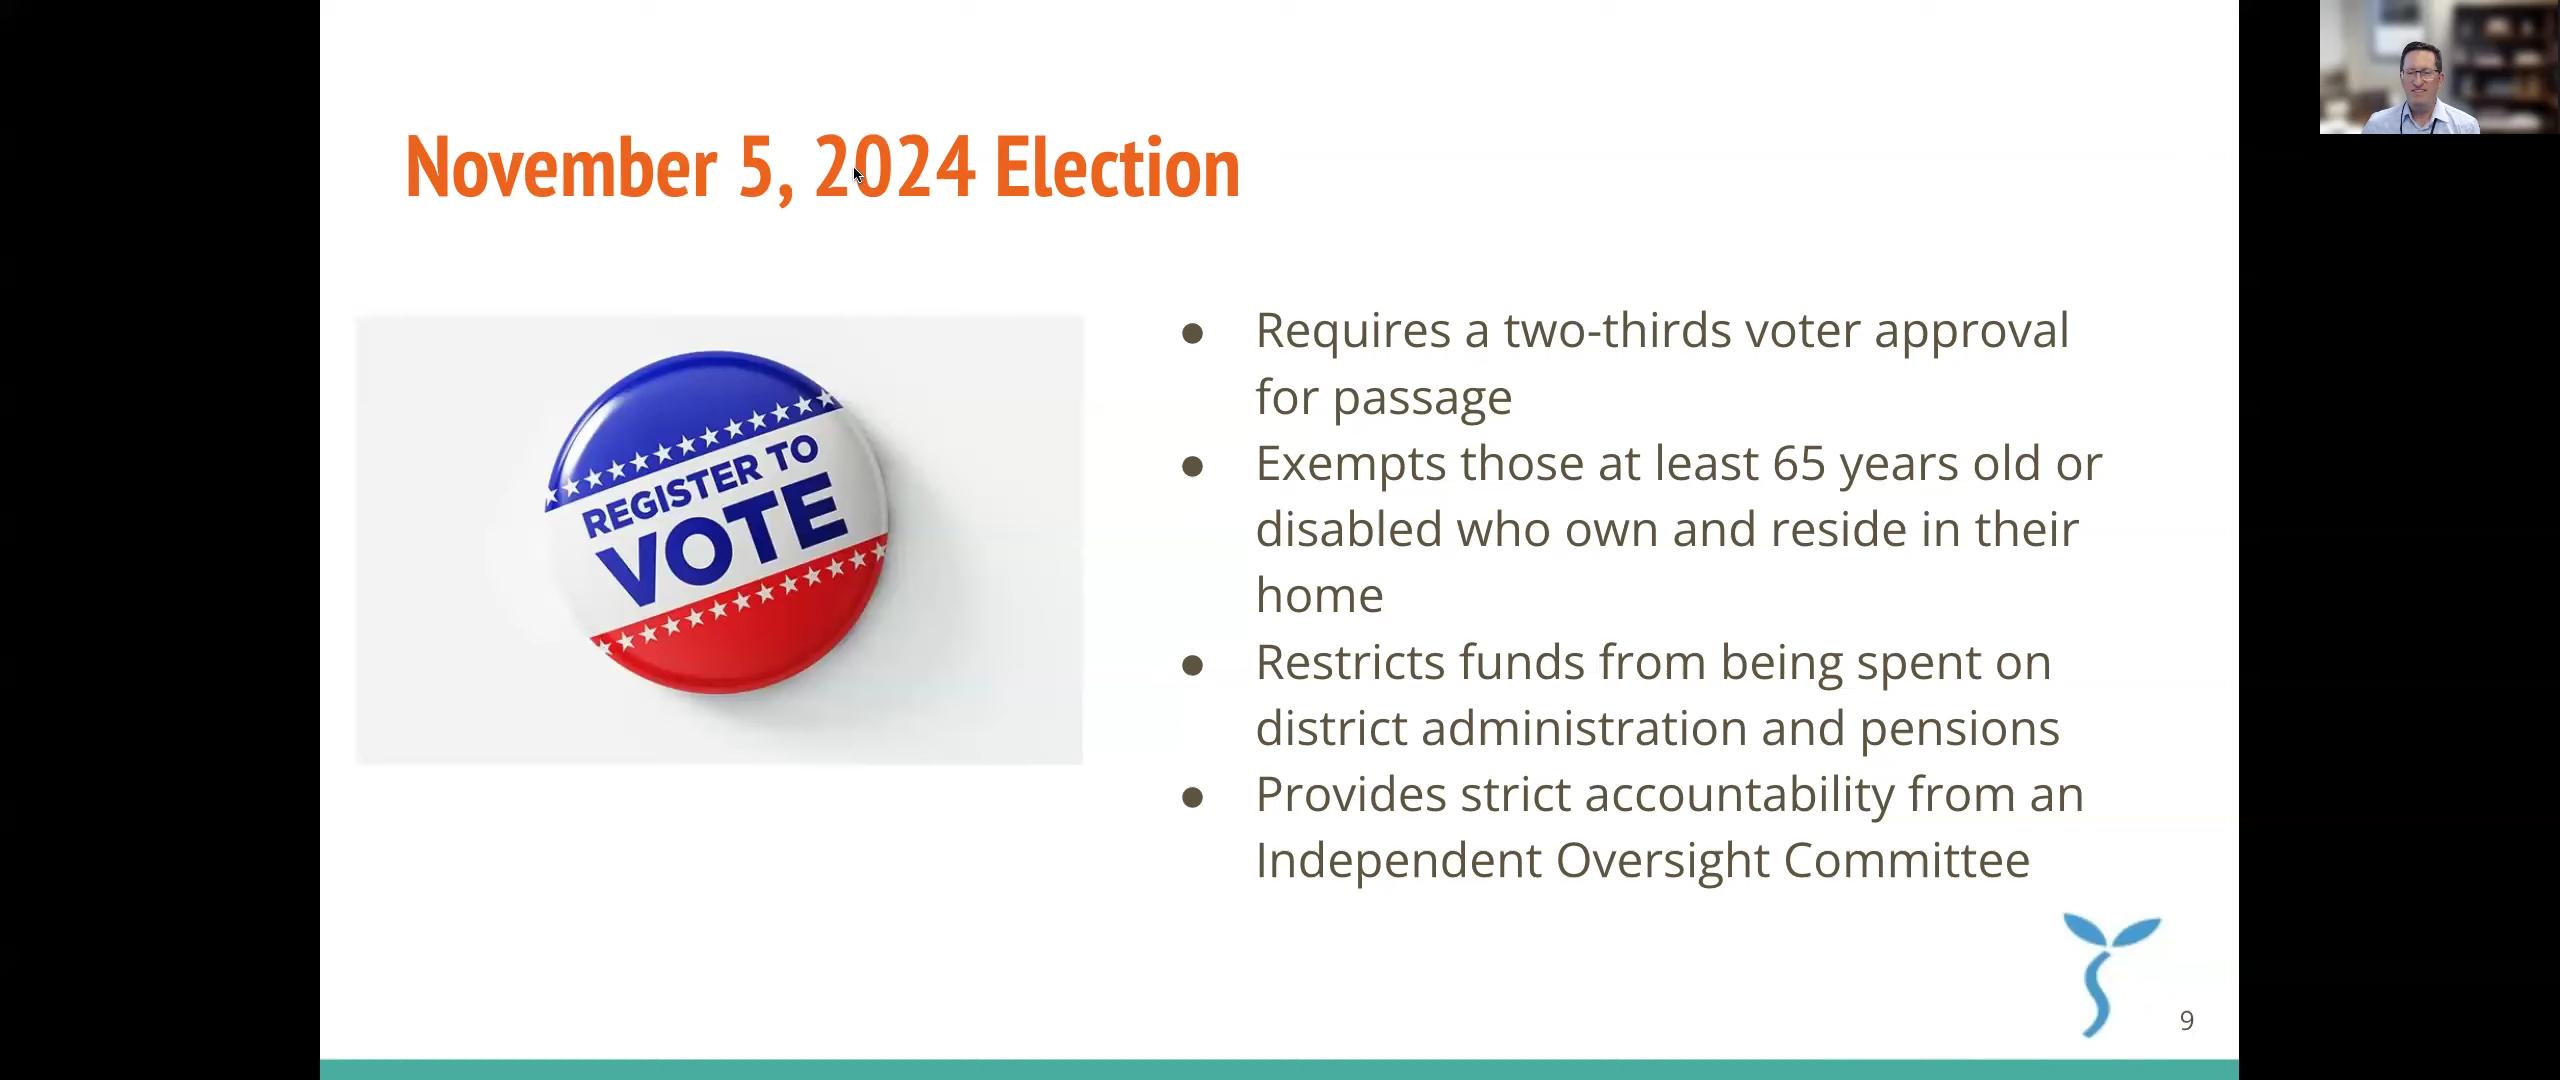 November 5, 2024 Election
REGISTER TO
VOTE
● Requires a two-thirds voter approval
for passage
● Exempts those at least 65 years old or
disabled who own and reside in their
home
● Restricts funds from being spent on
district administration and pensions
● Provides strict accountability from an
Independent Oversight Committee
9